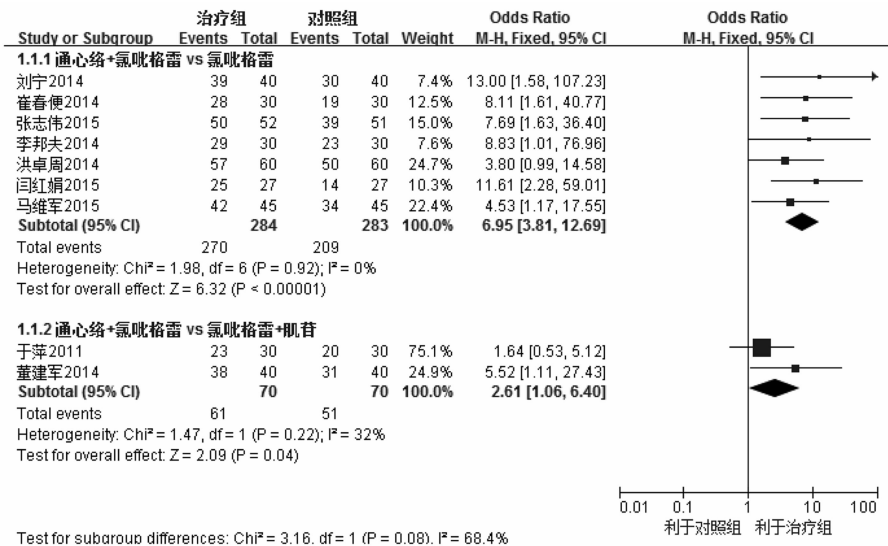 治疗组 对照组 Odds Ratio Odds Ratio
Study or Subgroup Events Total Events Total Weight M-H, Fixed, 95% CI M-H, Fixed, 95% CI
1.1.1 通心络+氯吡格雷 vs 氯吡格雷
刘宁2014 39 40 30 40 7.4% 13.00 [1.58, 107.23]
崔春便2014 28 30 19 30 12.5% 8.11 [1.61, 40.77]
张志伟2015 50 52 39 51 15.0% 7.69 [1.63, 36.40]
李邦夫2014 29 30 23 30 7.6% 8.83 [1.01, 76.96]
洪卓周2014 57 60 50 60 24.7% 3.80 [0.99, 14.58]
闫红娟2015 25 27 14 27 10.3% 11.61 [2.28, 59.01]
马维军2015 42 45 34 45 22.4% 4.53 [1.17, 17.55]
Subtotal (95% CI) 284 283 100.0% 6.95 [3.81, 12.69]
Total events 270 209
Heterogeneity: Chi² = 1.98, df = 6 (P = 0.92); I² = 0%
Test for overall effect: Z = 6.32 (P < 0.00001)
1.1.2 通心络+氯吡格雷 vs 氯吡格雷+肌苷
于萍2011 23 30 20 30 75.1% 1.64 [0.53, 5.12]
董建军2014 38 40 31 40 24.9% 5.52 [1.11, 27.43]
Subtotal (95% CI) 70 70 100.0% 2.61 [1.06, 6.40]
Total events 61 51
Heterogeneity: Chi² = 1.47, df = 1 (P = 0.22); I² = 32%
Test for overall effect: Z = 2.09 (P = 0.04)
0.01 0.1 1 10 100
利于对照组 利于治疗组
Test for subgroup differences: Chi² = 3.16, df = 1 (P = 0.08), I² = 68.4%